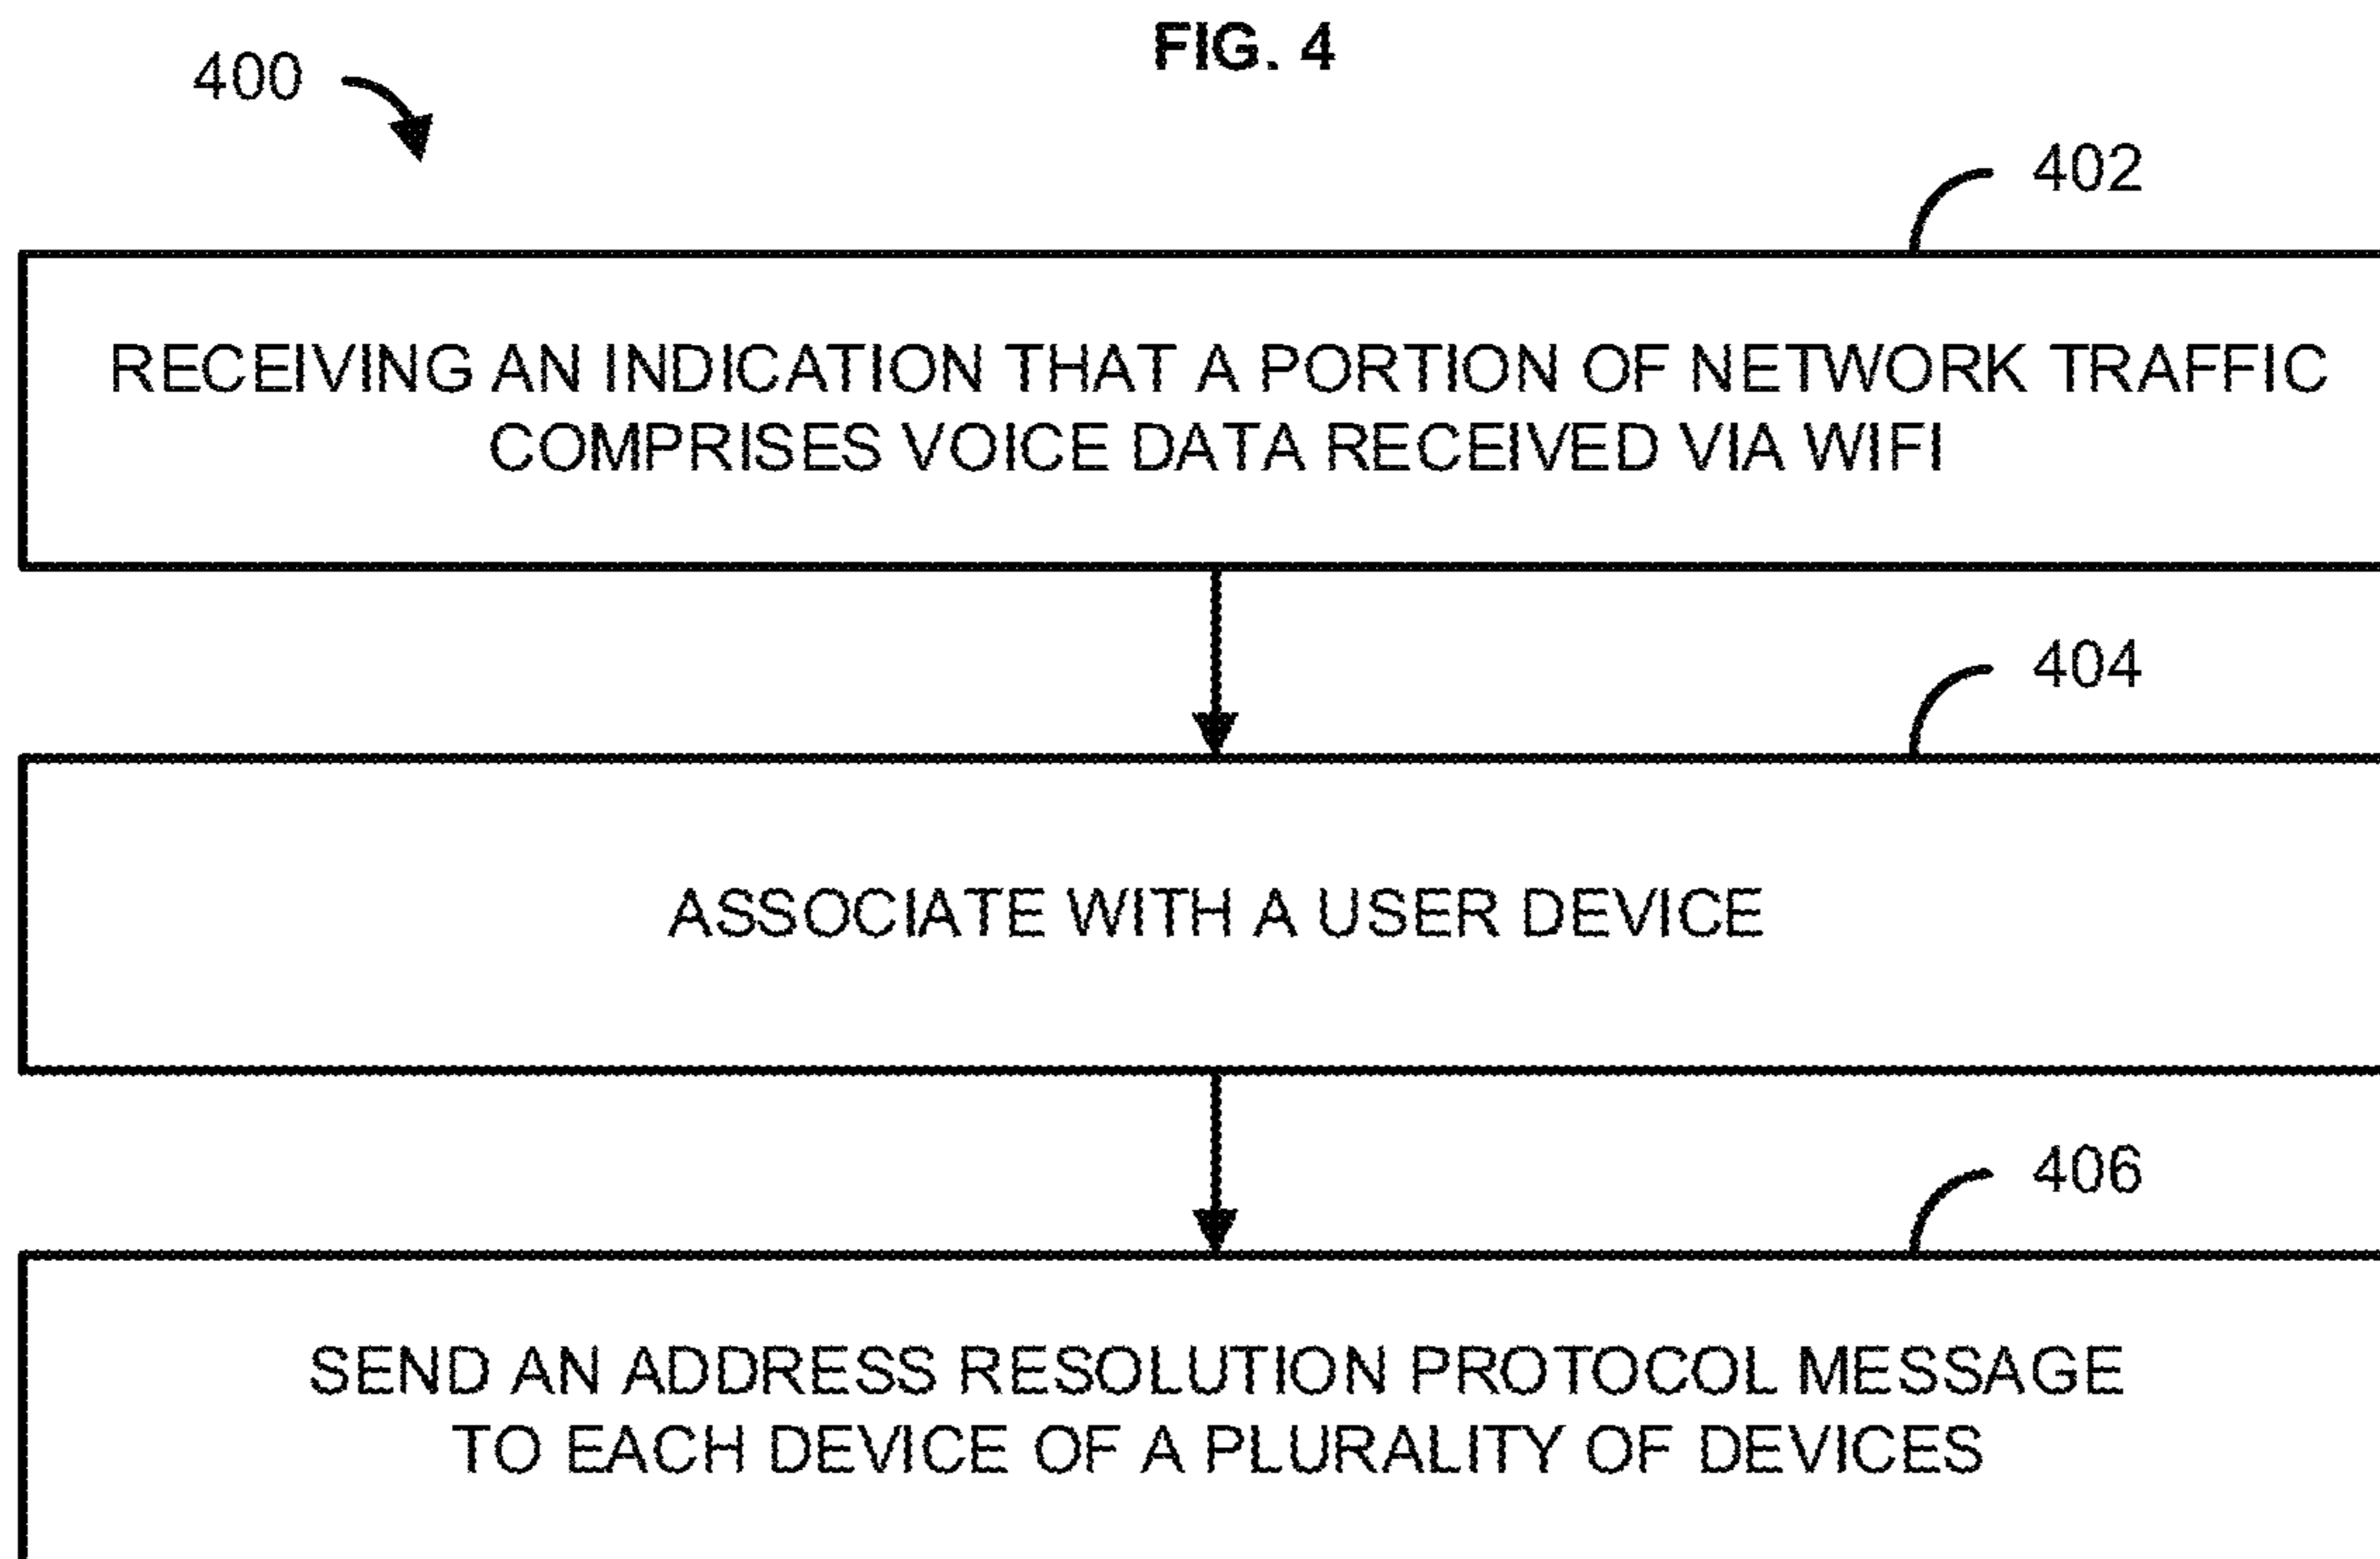 FIG. 4
400
402
RECEIVING AN INDICATION THAT A PORTION OF NETWORK TRAFFIC
COMPRISES VOICE DATA RECEIVED VIA WIFI
404
ASSOCIATE WITH A USER DEVICE
406
SEND AN ADDRESS RESOLUTION PROTOCOL MESSAGE
TO EACH DEVICE OF A PLURALITY OF DEVICES